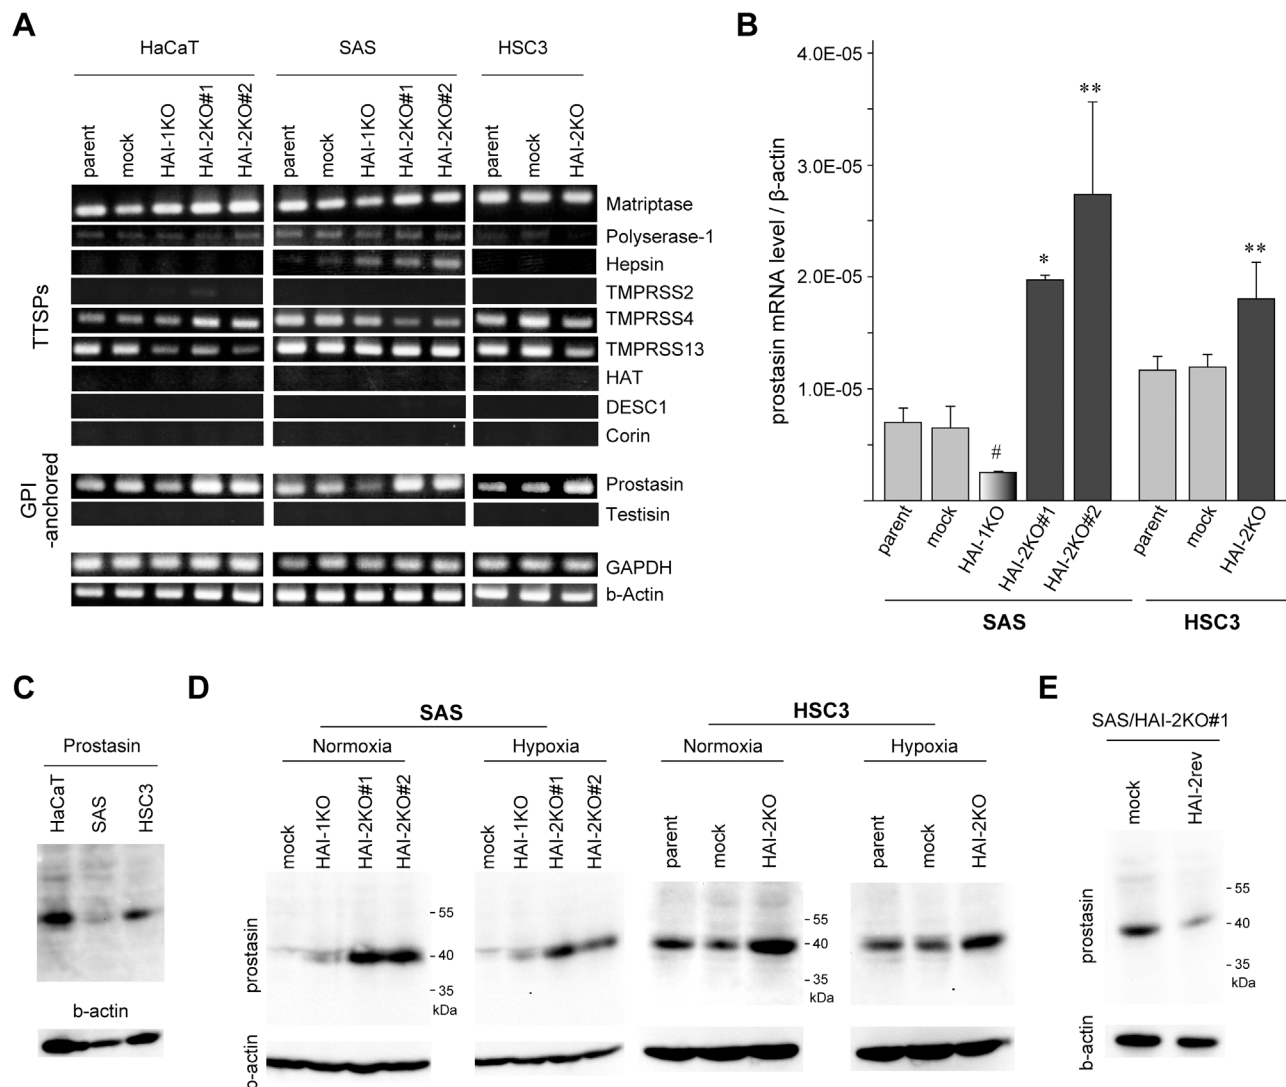 A
HaCaT
SAS
HSC3
parent
mock
HAI-1KO
HAI-2KO#1
HAI-2KO#2
parent
mock
HAI-1KO
HAI-2KO#1
HAI-2KO#2
parent
mock
HAI-2KO
TTSPs
Matriptase
Polyserase-1
Hepsin
TMPRSS2
TMPRSS4
TMPRSS13
HAT
DESC1
Corin
GPI
-anchored
Prostasin
Testisin
GAPDH
b-Actin
B
prostasin mRNA level / β-actin
4.0E-05
3.0E-05
2.0E-05
1.0E-05
#
*
**
**
parent
mock
HAI-1KO
HAI-2KO#1
HAI-2KO#2
parent
mock
HAI-2KO
SAS
HSC3
C
Prostasin
HaCaT
SAS
HSC3
b-actin
D
SAS
HSC3
Normoxia
Hypoxia
Normoxia
Hypoxia
mock
HAI-1KO
HAI-2KO#1
HAI-2KO#2
mock
HAI-1KO
HAI-2KO#1
HAI-2KO#2
parent
mock
HAI-2KO
parent
mock
HAI-2KO
prostasin
- 55
- 40
- 35
kDa
- 55
- 40
- 35
kDa
b-actin
E
SAS/HAI-2KO#1
mock
HAI-2rev
prostasin
- 55
- 40
- 35
kDa
b-actin